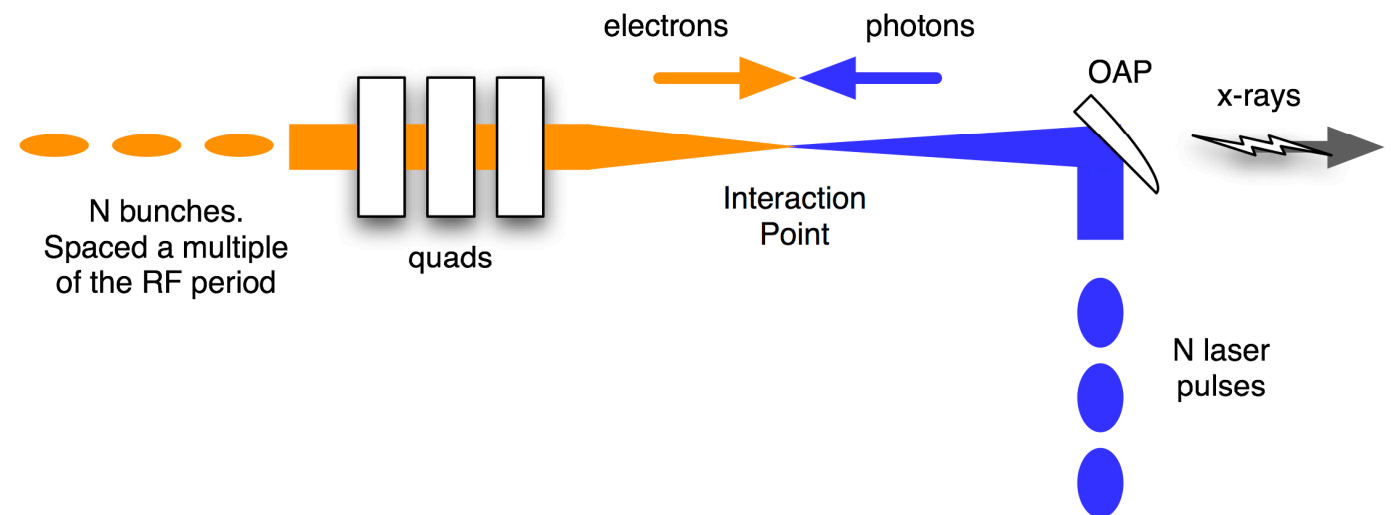 electrons
photons
OAP
x-rays
N bunches.
Spaced a multiple
of the RF period
quads
Interaction
Point
N laser
pulses